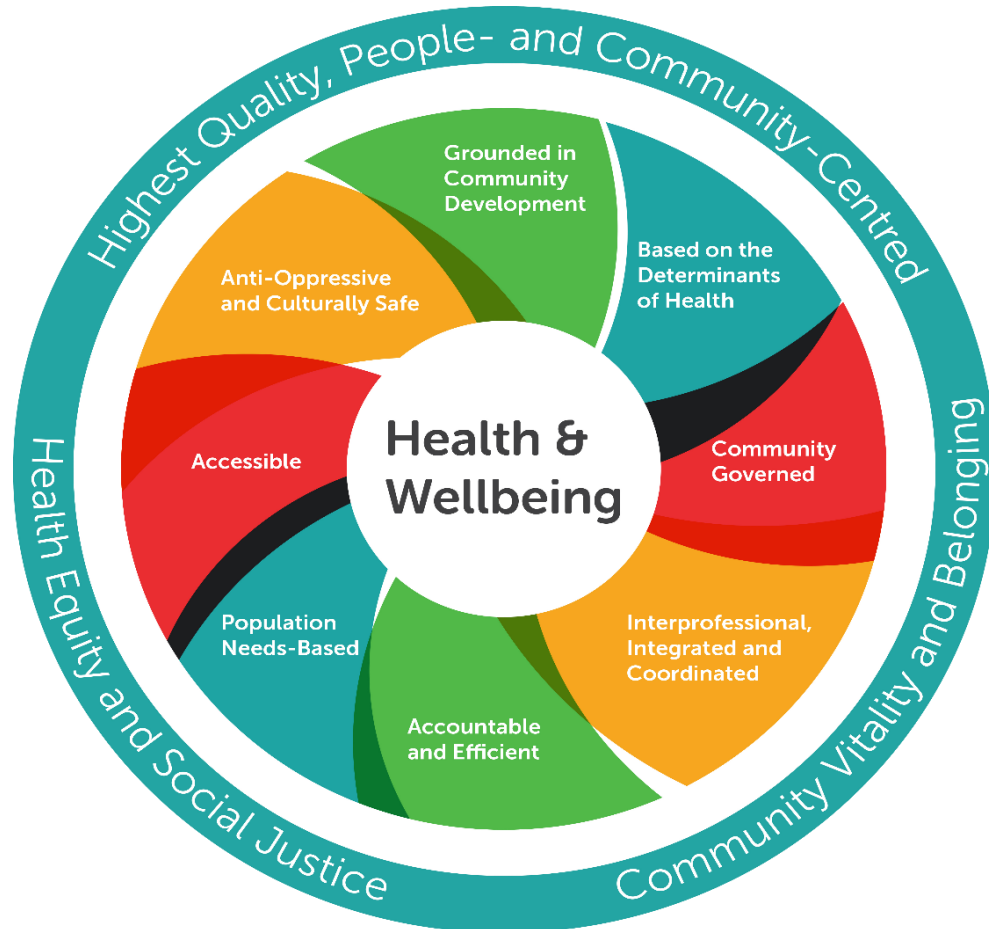 Highest Quality, People- and Community-Centred
Grounded in
Community
Development
Based on the
Determinants
of Health
Anti-Oppressive
and Culturally Safe
Health &
Wellbeing
Accessible
Community
Governed
Population
Needs-Based
Interprofessional,
Integrated and
Coordinated
Accountable
and Efficient
Health Equity and Social Justice
Community Vitality and Belonging